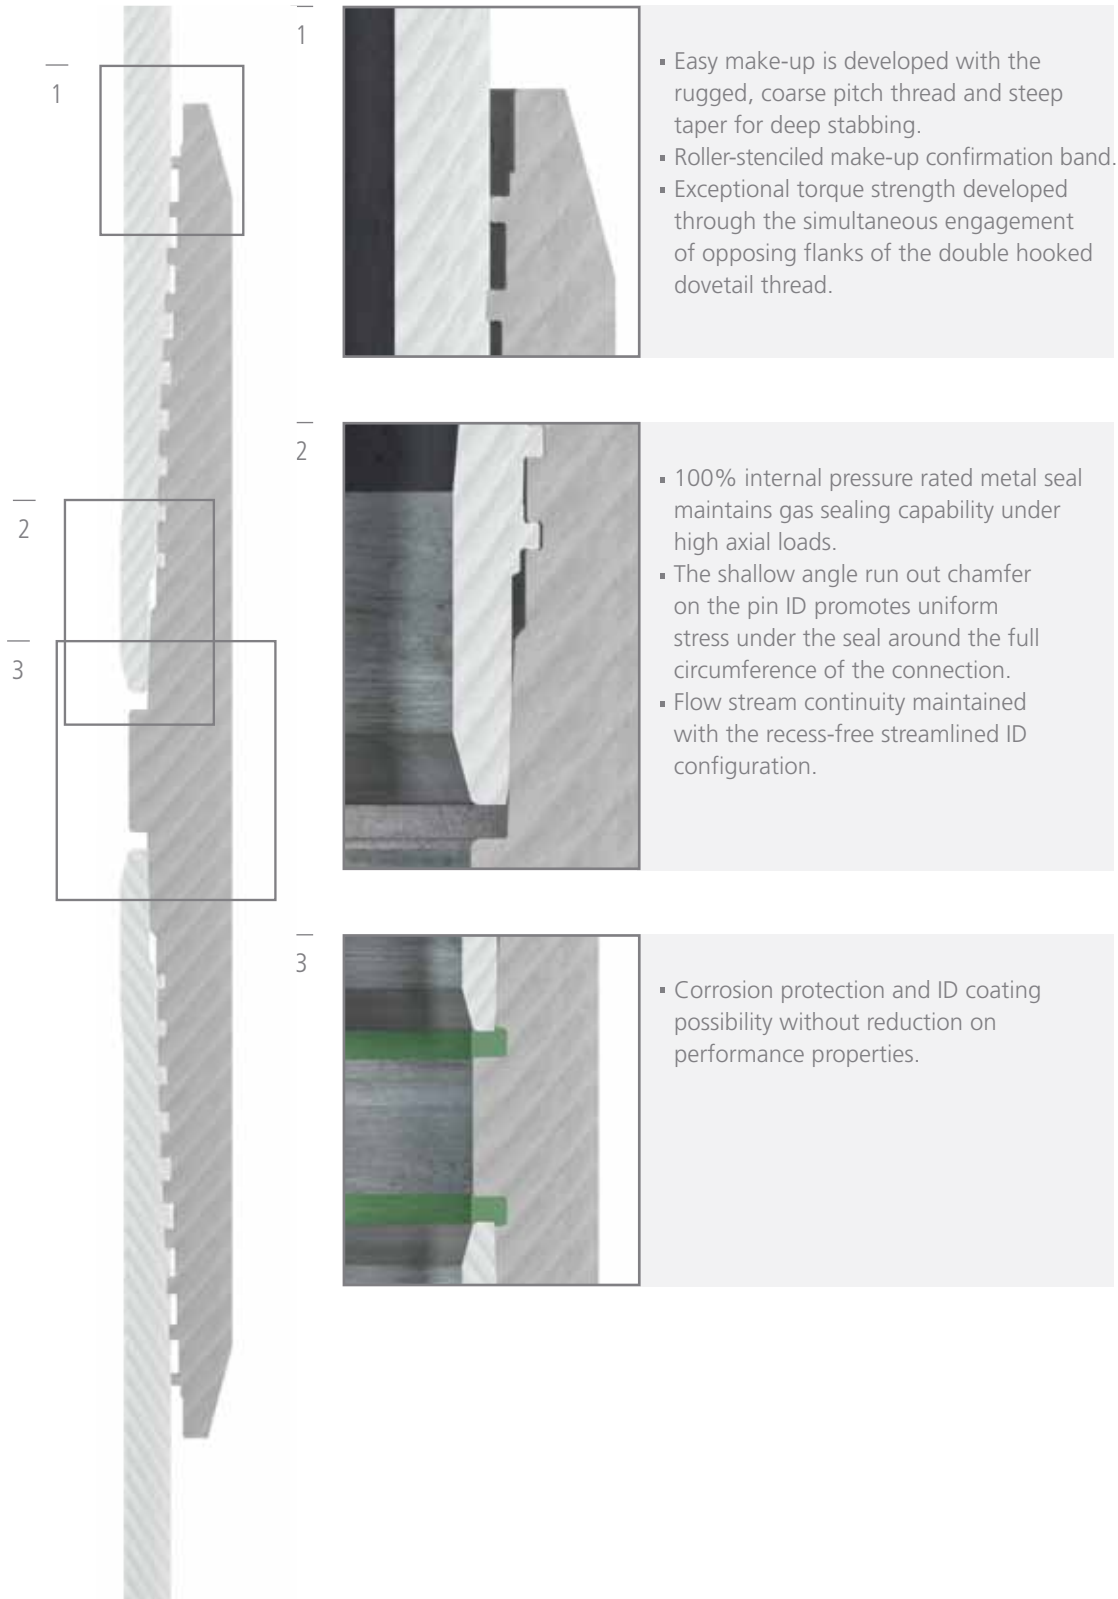 1
2
3
1
▪ Easy make-up is developed with the
rugged, coarse pitch thread and steep
taper for deep stabbing.
▪ Roller-stenciled make-up confirmation band.
▪ Exceptional torque strength developed
through the simultaneous engagement
of opposing flanks of the double hooked
dovetail thread.
2
▪ 100% internal pressure rated metal seal
maintains gas sealing capability under
high axial loads.
▪ The shallow angle run out chamfer
on the pin ID promotes uniform
stress under the seal around the full
circumference of the connection.
▪ Flow stream continuity maintained
with the recess-free streamlined ID
configuration.
3
▪ Corrosion protection and ID coating
possibility without reduction on
performance properties.